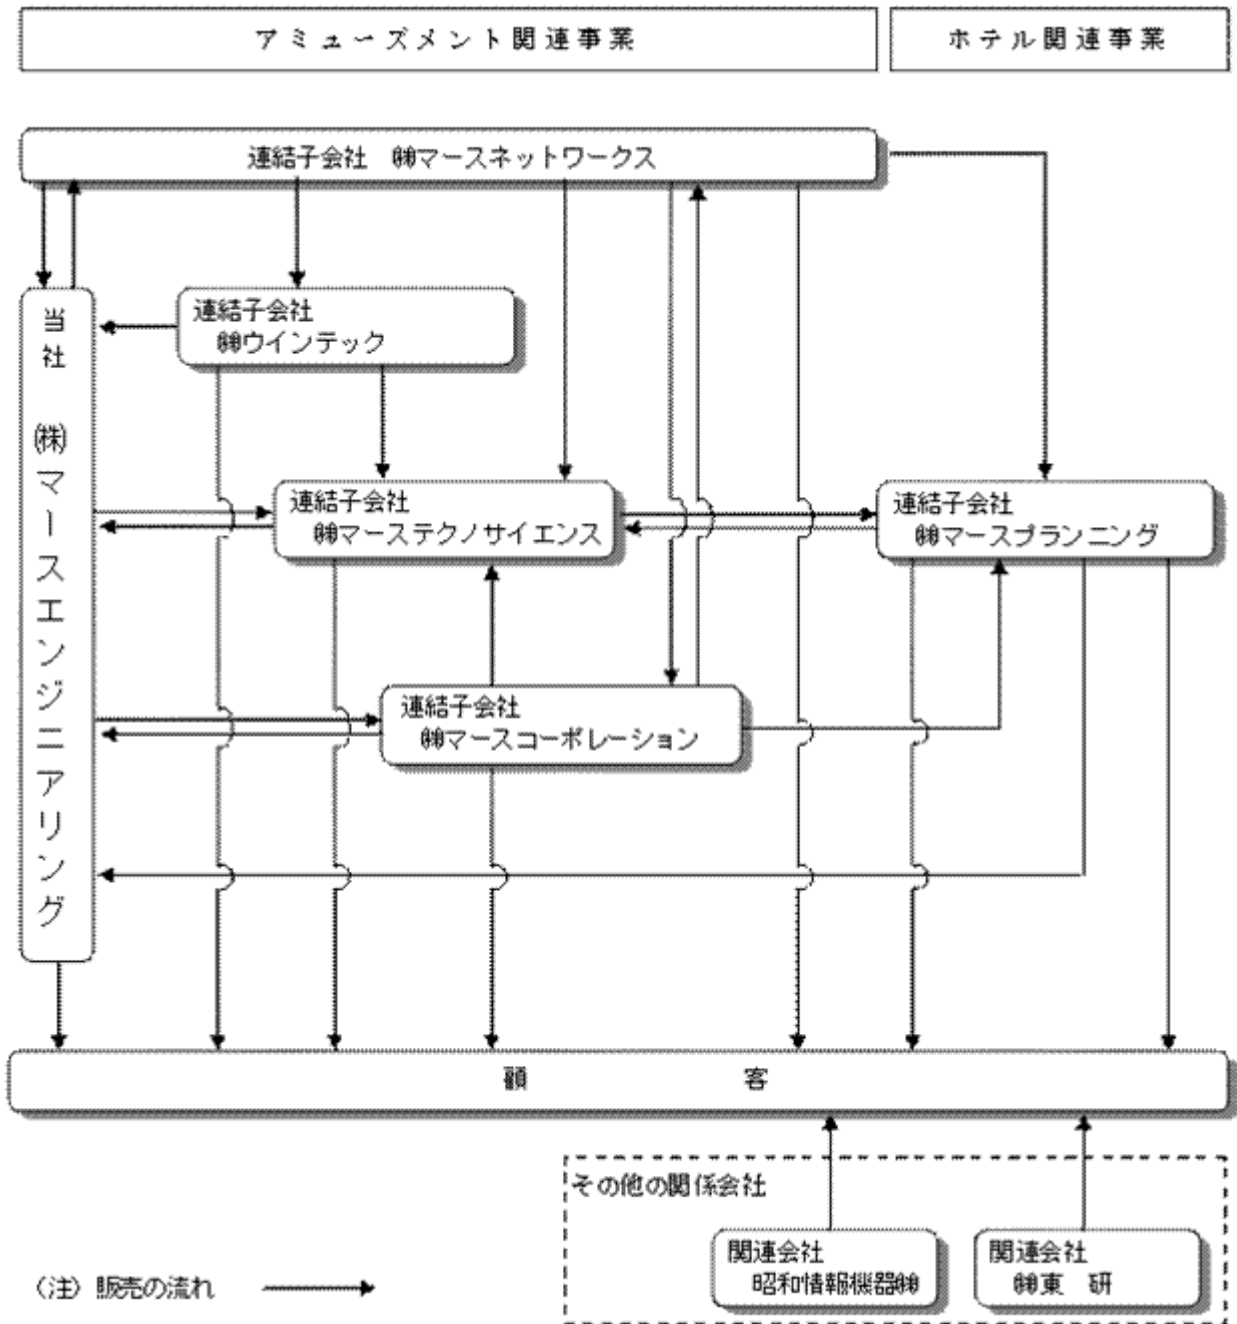 アミューズメント関連事業
ホテル関連事業
連結子会社　㈱マースネットワークス
連結子会社
㈱ウインテック
当社　㈱マースエンジニアリング
連結子会社
㈱マーステクノサイエンス
連結子会社
㈱マースプランニング
連結子会社
㈱マースコーポレーション
顧　客
その他の関係会社
関連会社
昭和情報機器㈱
関連会社
㈱東　研
（注）販売の流れ